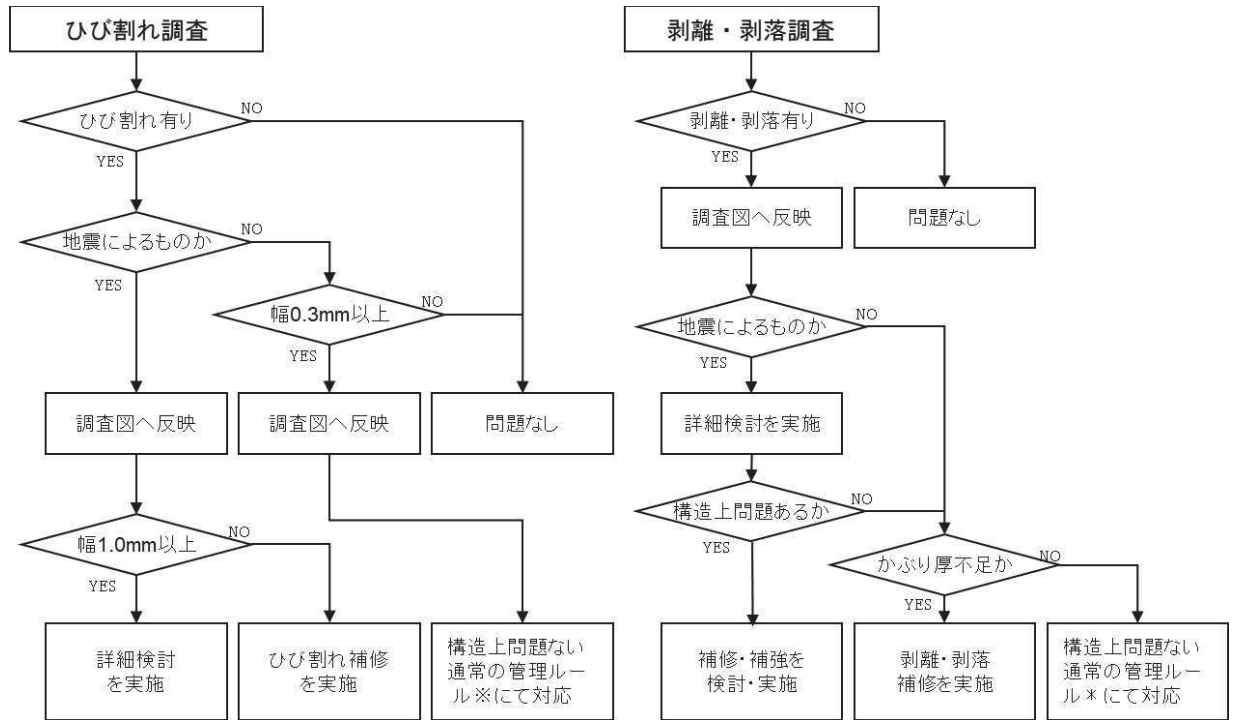 ひび割れ調査
ひび割れ有り
NO
YES
地震によるものか
NO
YES
幅0.3mm以上
NO
YES
調査図へ反映
調査図へ反映
問題なし
幅1.0mm以上
NO
YES
詳細検討
を実施
ひび割れ補修
を実施
構造上問題ない
通常の管理ルー
ル※にて対応
剥離・剥落調査
剥離・剥落有り
NO
YES
調査図へ反映
問題なし
地震によるものか
NO
YES
詳細検討を実施
構造上問題あるか
NO
YES
かぶり厚不足か
NO
YES
補修・補強を
検討・実施
剥離・剥落
補修を実施
構造上問題ない
通常の管理ルー
ル＊にて対応